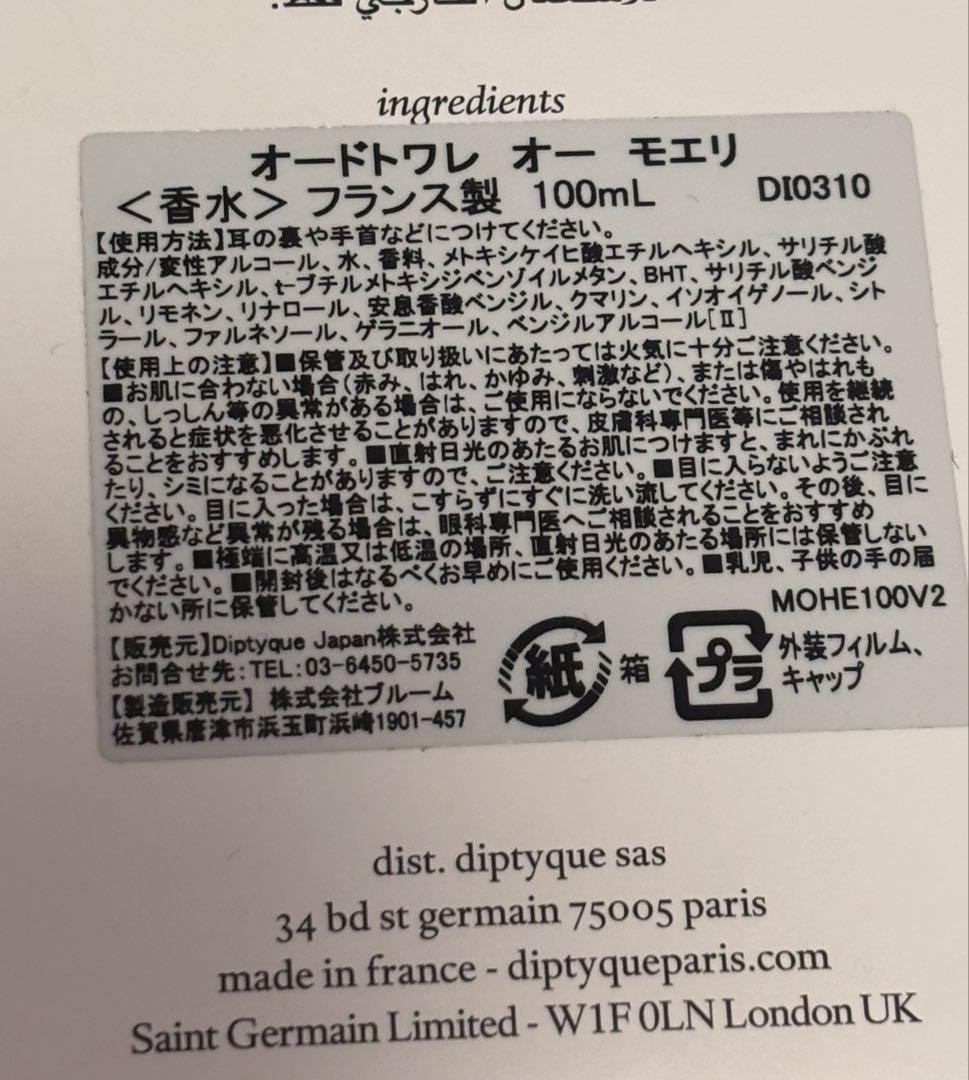 ingredients
オードトワレ オー モエリ
＜香水＞ フランス製 100mL DI0310
【使用方法】耳の裏や手首などにつけてください。
成分/変性アルコール、水、香料、メトキシケイヒ酸エチルヘキシル、サリチル酸
エチルヘキシル、t-ブチルメトキシジベンゾイルメタン、BHT、サリチル酸ベンジ
ル、リモネン、リナロール、安息香酸ベンジル、クマリン、イソオイゲノール、シト
ラール、ファルネソール、ゲラニオール、ベンジルアルコール[Ⅱ]
【使用上の注意】■保管及び取り扱いにあたっては火気に十分ご注意ください。
■お肌に合わない場合(赤み、はれ、かゆみ、刺激など)、または傷やはれも
の、しっしん等の異常がある場合は、ご使用にならないでください。使用を継続
されると症状を悪化させることがありますので、皮膚科専門医等にご相談され
ることをおすすめします。■直射日光のあたるお肌につけますと、まれにかぶれ
たり、シミになることがありますので、ご注意ください。■目に入らないようご注意
ください。目に入った場合は、こすらずにすぐに洗い流してください。その後、目に
異物感など異常が残る場合は、眼科専門医へご相談されることをおすすめ
します。■極端に高温又は低温の場所、直射日光のあたる場所には保管しない
でください。■開封後はなるべくお早めにご使用ください。■乳児、子供の手の届
かない所に保管してください。
MOHE100V2
【販売元】Diptyque Japan株式会社
お問合せ先:TEL:03-6450-5735
【製造販売元】 株式会社ブルーム
佐賀県唐津市浜玉町浜崎1901-457
紙 箱
プラ 外装フィルム、
キャップ
dist. diptyque sas
34 bd st germain 75005 paris
made in france - diptyqueparis.com
Saint Germain Limited - W1F 0LN London UK